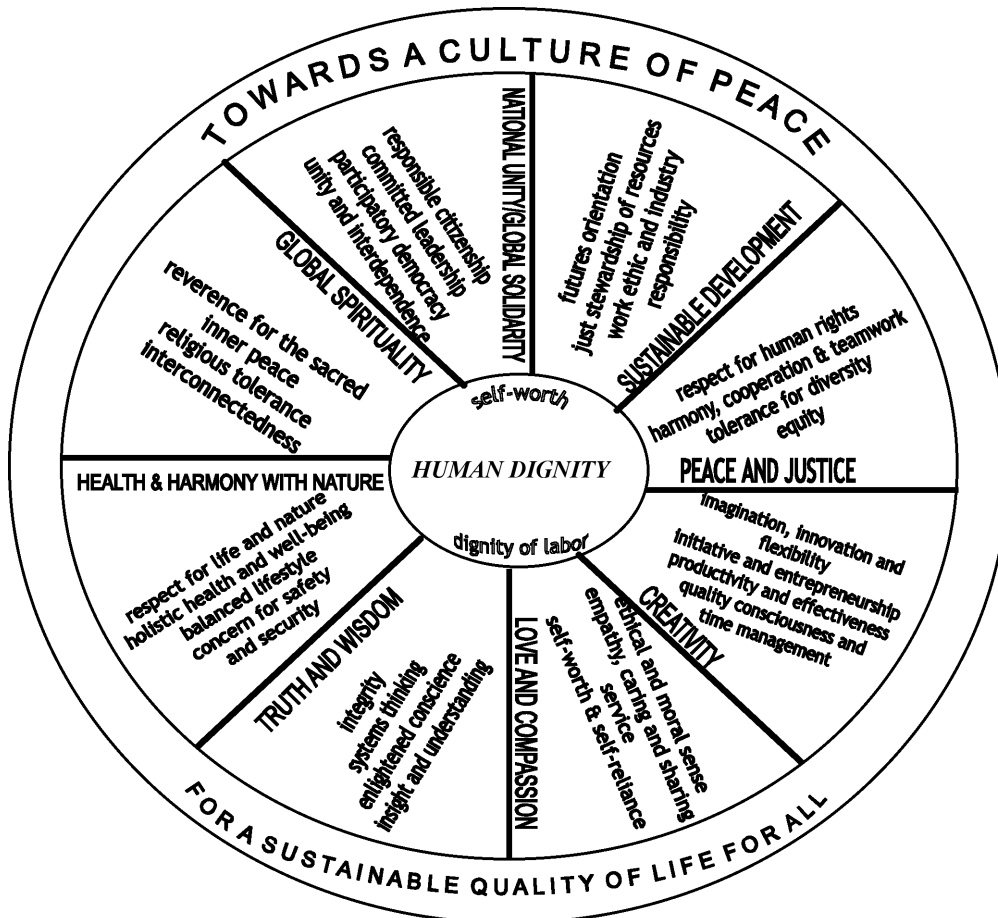 TOWARDS A CULTURE OF PEACE
NATIONAL UNITY/GLOBAL SOLIDARITY
responsible citizenship
committed leadership
participatory democracy
unity and interdependence
futures orientation
just stewardship of resources
work ethic and industry
responsibility
SUSTAINABLE DEVELOPMENT
respect for human rights
harmony, cooperation & teamwork
tolerance for diversity
equity
PEACE AND JUSTICE
imagination, innovation and
flexibility
initiative and entrepreneurship
productivity and effectiveness
quality consciousness and
time management
CREATIVITY
ethical and moral sense
empathy, caring and sharing
service
self-worth & self-reliance
LOVE AND COMPASSION
integrity
systems thinking
enlightened conscience
insight and understanding
TRUTH AND WISDOM
respect for life and nature
holistic health and well-being
balanced lifestyle
concern for safety
and security
HEALTH & HARMONY WITH NATURE
reverence for the sacred
inner peace
religious tolerance
interconnectedness
GLOBAL SPIRITUALITY
self-worth
HUMAN DIGNITY
dignity of labor
FOR A SUSTAINABLE QUALITY OF LIFE FOR ALL